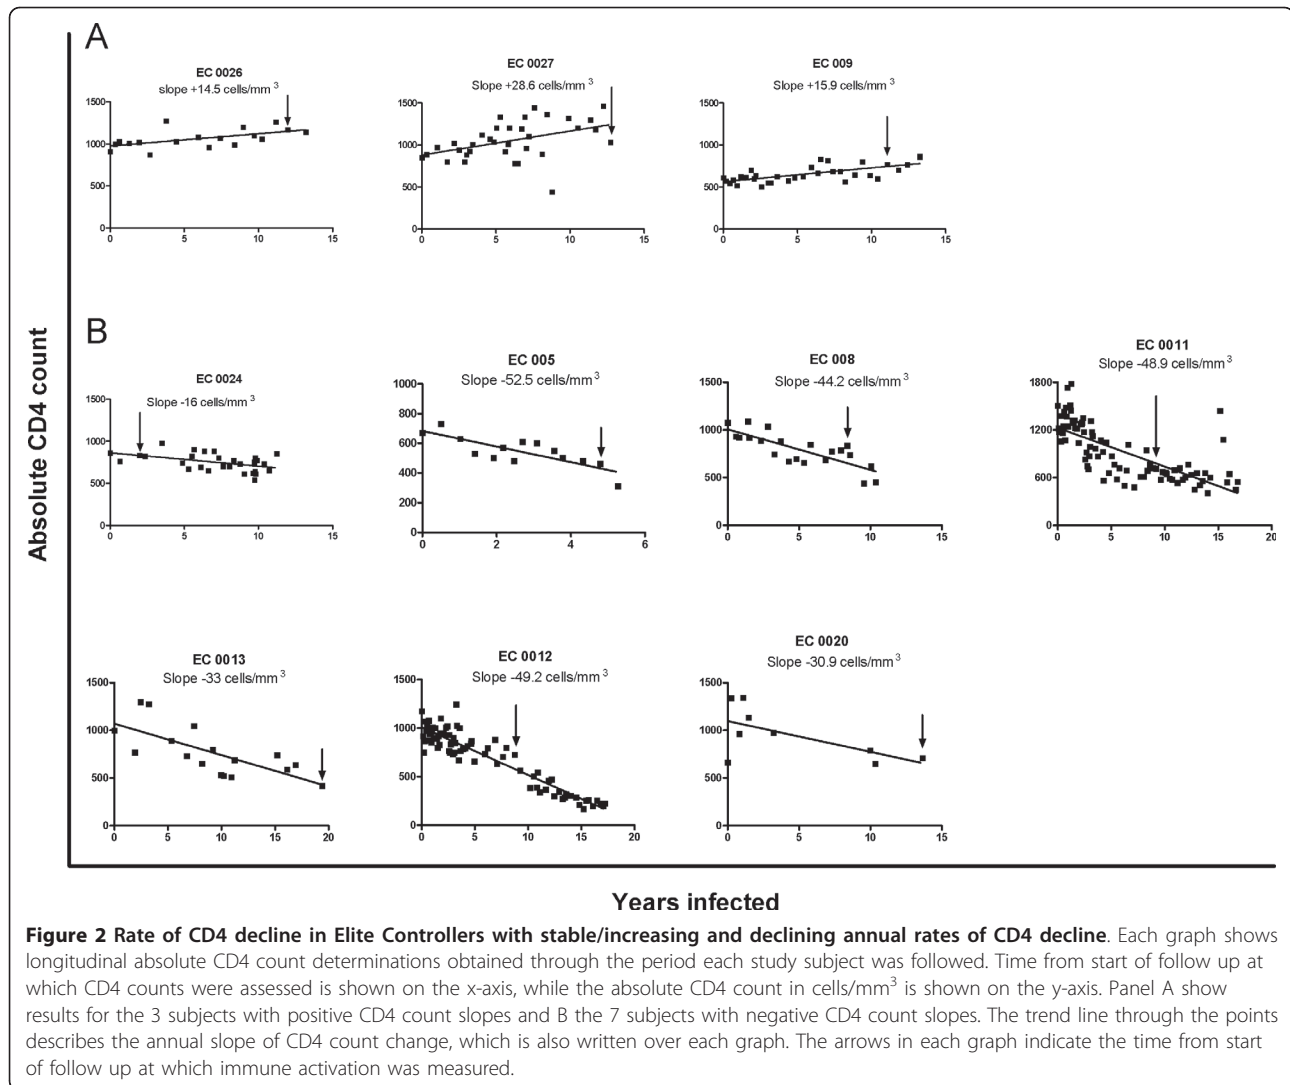 A
EC 0026
slope +14.5 cells/mm³
1500
1000
500
0
0 5 10 15
EC 0027
Slope +28.6 cells/mm³
1500
1000
500
0
0 5 10 15
EC 009
Slope +15.9 cells/mm³
1500
1000
500
0
0 5 10 15
Absolute CD4 count
B
EC 0024
Slope -16 cells/mm³
1500
1000
500
0
0 5 10 15
EC 005
Slope -52.5 cells/mm³
1000
800
600
400
200
0
0 2 4 6
EC 008
Slope -44.2 cells/mm³
1500
1000
500
0
0 5 10 15
EC 0011
Slope -48.9 cells/mm³
1800
1200
600
0
0 5 10 15 20
EC 0013
Slope -33 cells/mm³
1500
1000
500
0
0 5 10 15 20
EC 0012
Slope -49.2 cells/mm³
1500
1000
500
0
0 5 10 15 20
EC 0020
Slope -30.9 cells/mm³
1500
1000
500
0
0 5 10 15
Years infected
Figure 2 Rate of CD4 decline in Elite Controllers with stable/increasing and declining annual rates of CD4 decline. Each graph shows
longitudinal absolute CD4 count determinations obtained through the period each study subject was followed. Time from start of follow up at
which CD4 counts were assessed is shown on the x-axis, while the absolute CD4 count in cells/mm³ is shown on the y-axis. Panel A show
results for the 3 subjects with positive CD4 count slopes and B the 7 subjects with negative CD4 count slopes. The trend line through the points
describes the annual slope of CD4 count change, which is also written over each graph. The arrows in each graph indicate the time from start
of follow up at which immune activation was measured.